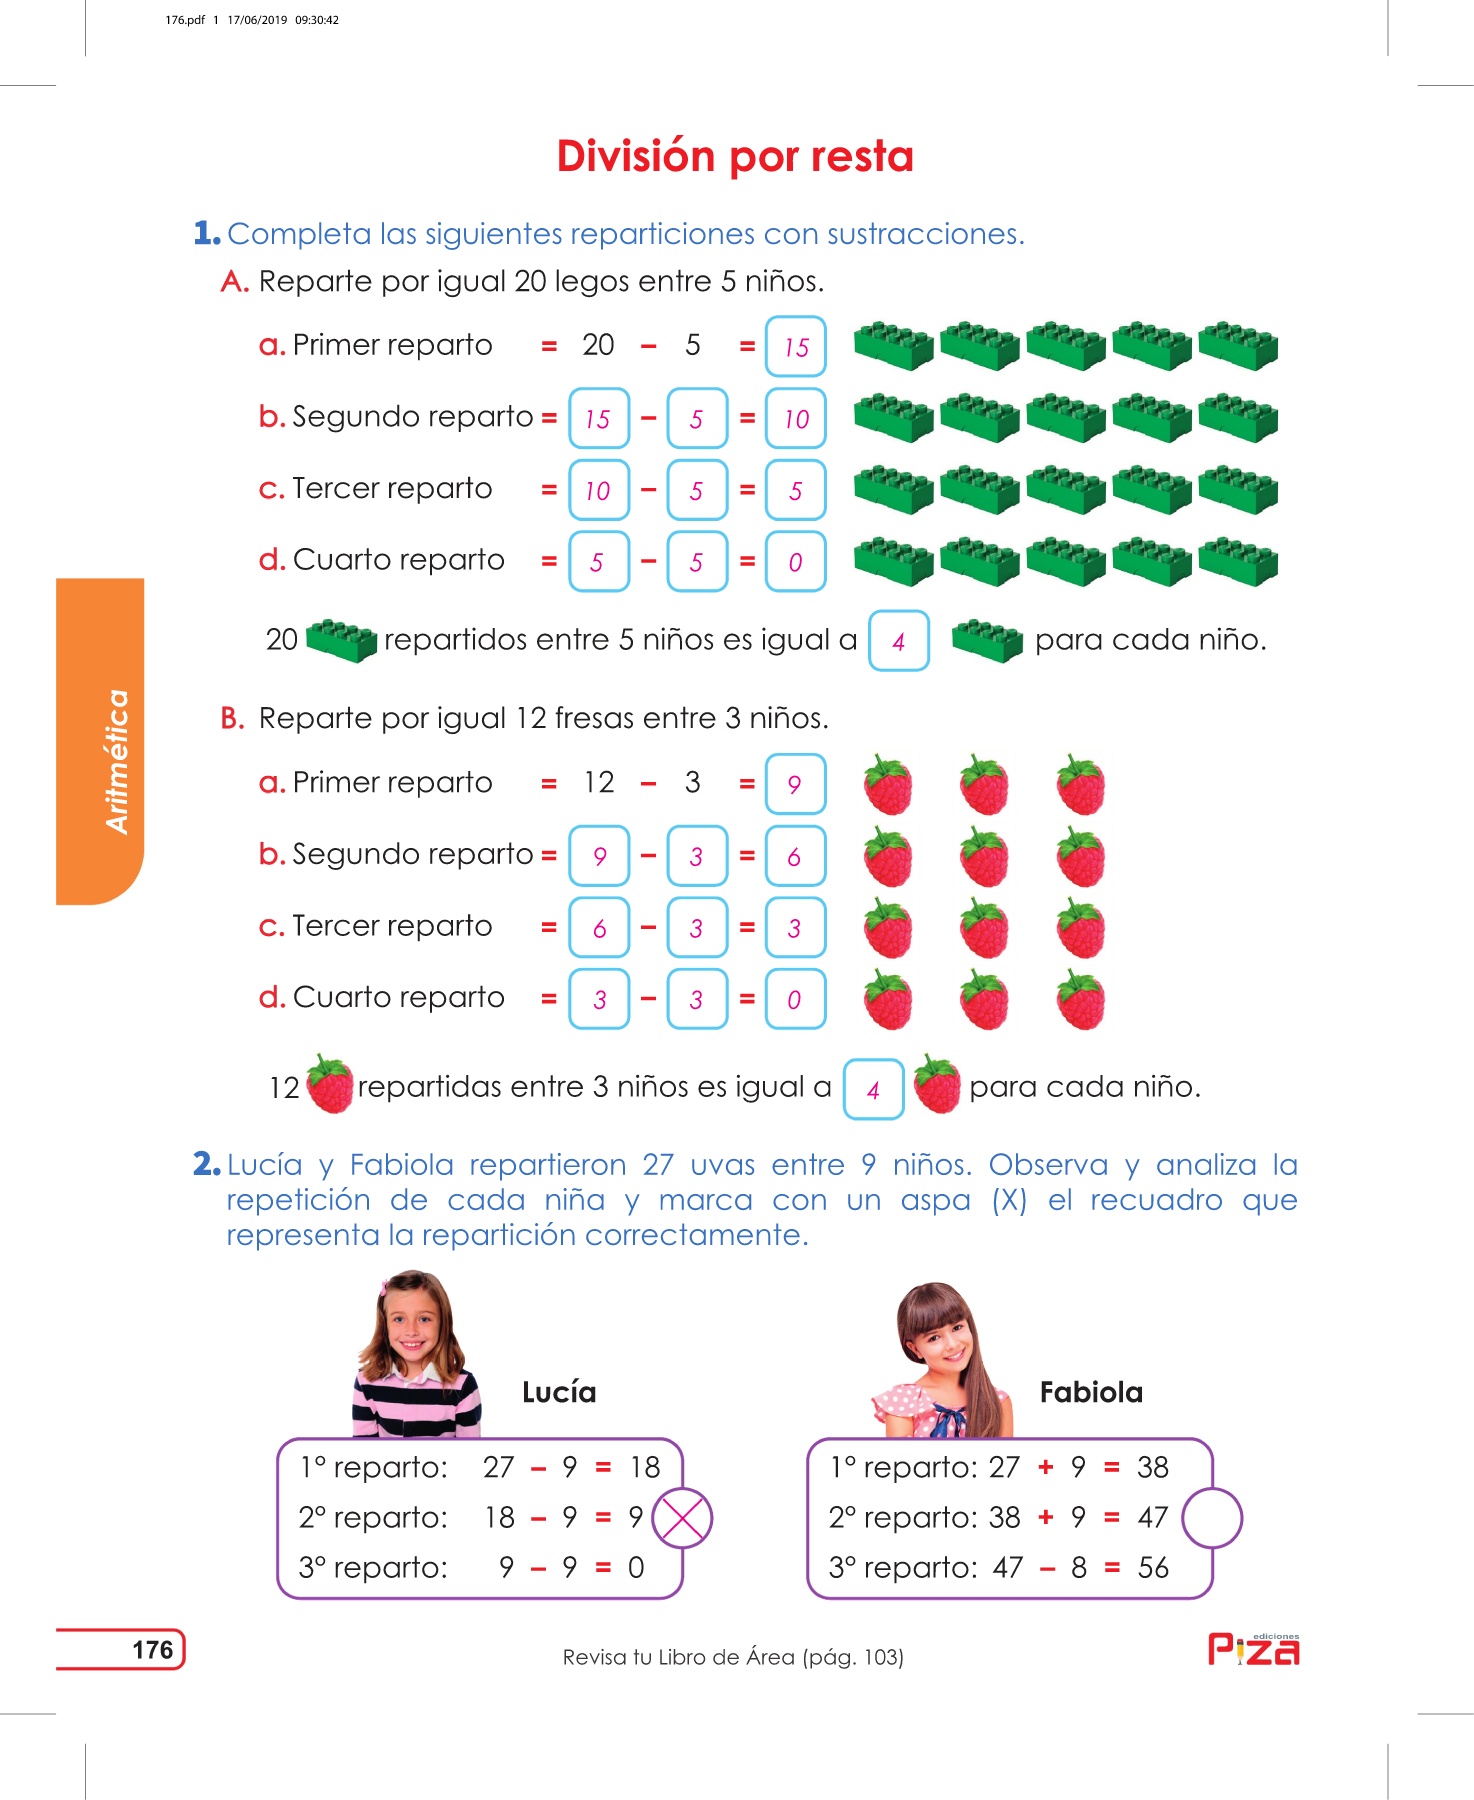 176.pdf 1 17/06/2019 09:30:42
División por resta
1. Completa las siguientes reparticiones con sustracciones.
A. Reparte por igual 20 legos entre 5 niños.
a. Primer reparto = 20 – 5 = 15
b. Segundo reparto = 15 – 5 = 10
c. Tercer reparto = 10 – 5 = 5
d. Cuarto reparto = 5 – 5 = 0
20 repartidos entre 5 niños es igual a 4 para cada niño.
B. Reparte por igual 12 fresas entre 3 niños.
a. Primer reparto = 12 – 3 = 9
b. Segundo reparto = 9 – 3 = 6
c. Tercer reparto = 6 – 3 = 3
d. Cuarto reparto = 3 – 3 = 0
12 repartidas entre 3 niños es igual a 4 para cada niño.
Aritmética
2. Lucía y Fabiola repartieron 27 uvas entre 9 niños. Observa y analiza la
repetición de cada niña y marca con un aspa (X) el recuadro que
representa la repartición correctamente.
Lucía
1° reparto: 27 – 9 = 18
2° reparto: 18 – 9 = 9
3° reparto: 9 – 9 = 0
Fabiola
1° reparto: 27 + 9 = 38
2° reparto: 38 + 9 = 47
3° reparto: 47 – 8 = 56
176
Revisa tu Libro de Área (pág. 103)
ediciones
Piza